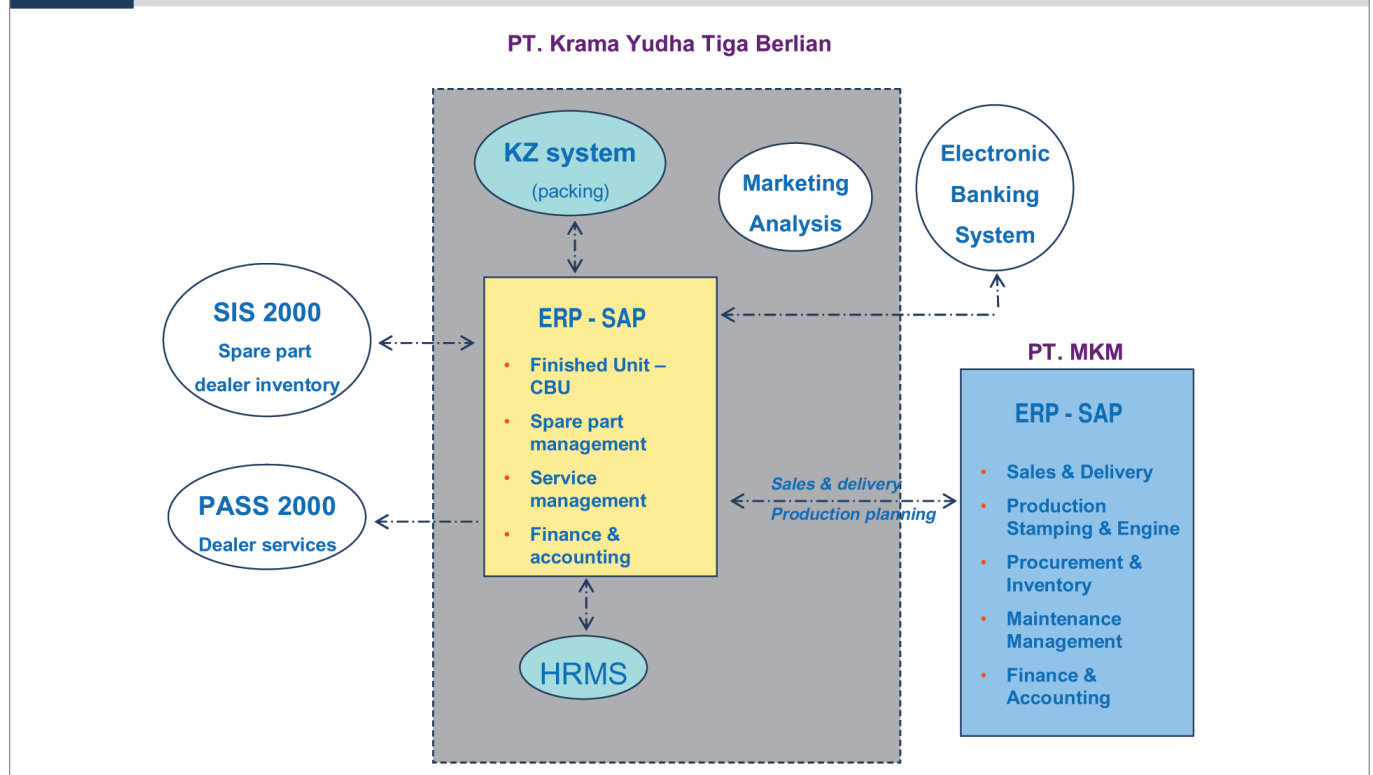 PT. Krama Yudha Tiga Berlian
KZ system
(packing)
Marketing
Analysis
Electronic
Banking
System
SIS 2000
Spare part
dealer inventory
PASS 2000
Dealer services
ERP - SAP
• Finished Unit –
CBU
• Spare part
management
• Service
management
• Finance &
accounting
HRMS
Sales & delivery
Production planning
PT. MKM
ERP - SAP
• Sales & Delivery
• Production
Stamping & Engine
• Procurement &
Inventory
• Maintenance
Management
• Finance &
Accounting